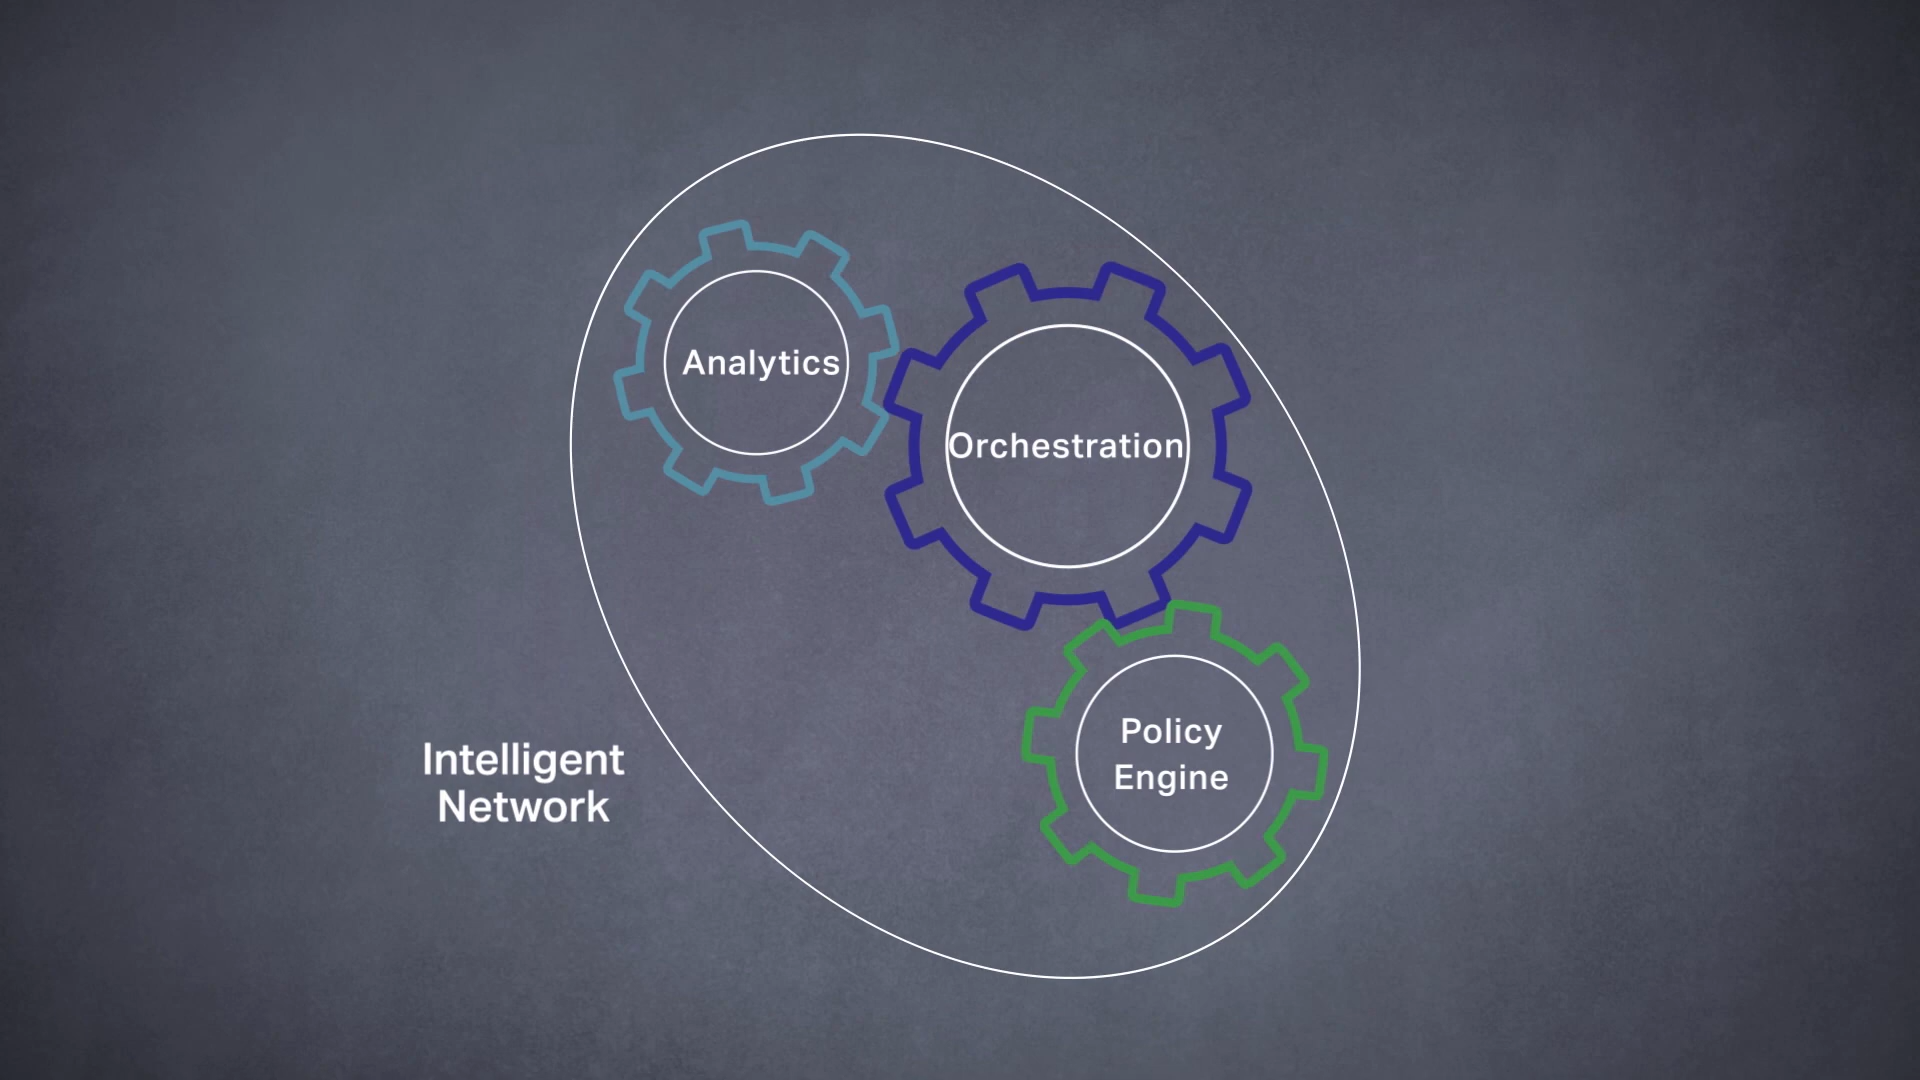 Analytics
Orchestration
Policy
Engine
Intelligent
Network